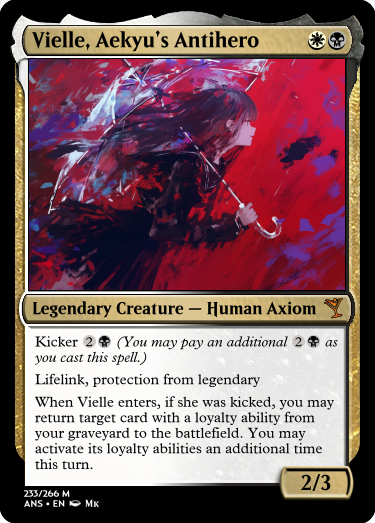 Vielle, Aekyu's Antihero
Legendary Creature — Human Axiom
Kicker 2 (You may pay an additional 2 as
you cast this spell.)
Lifelink, protection from legendary
When Vielle enters, if she was kicked, you may
return target card with a loyalty ability from
your graveyard to the battlefield. You may
activate its loyalty abilities an additional time
this turn.
2/3
233/266 M
ANS • EN Mk